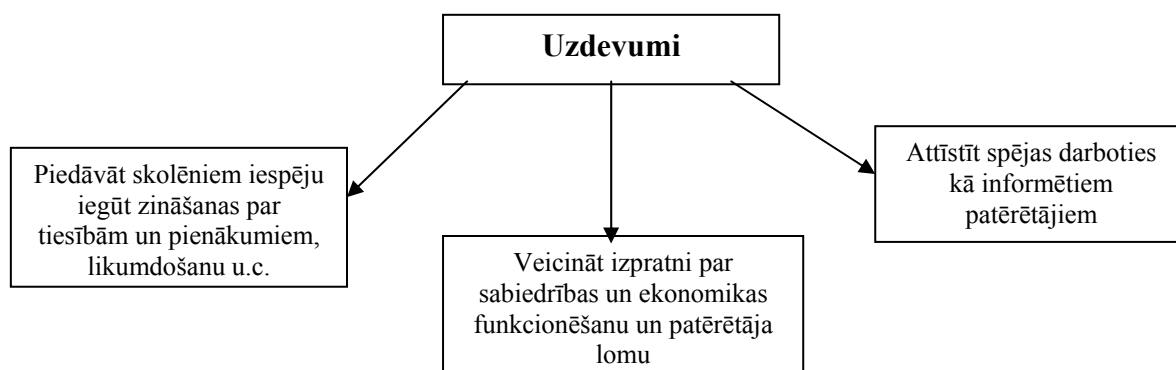 Uzdevumi
Piedāvāt skolēniem iespēju
iegūt zināšanas par
tiesībām un pienākumiem,
likumdošanu u.c.
Veicināt izpratni par
sabiedrības un ekonomikas
funkcionēšanu un patērētāja
lomu
Attīstīt spējas darboties
kā informētiem
patērētājiem